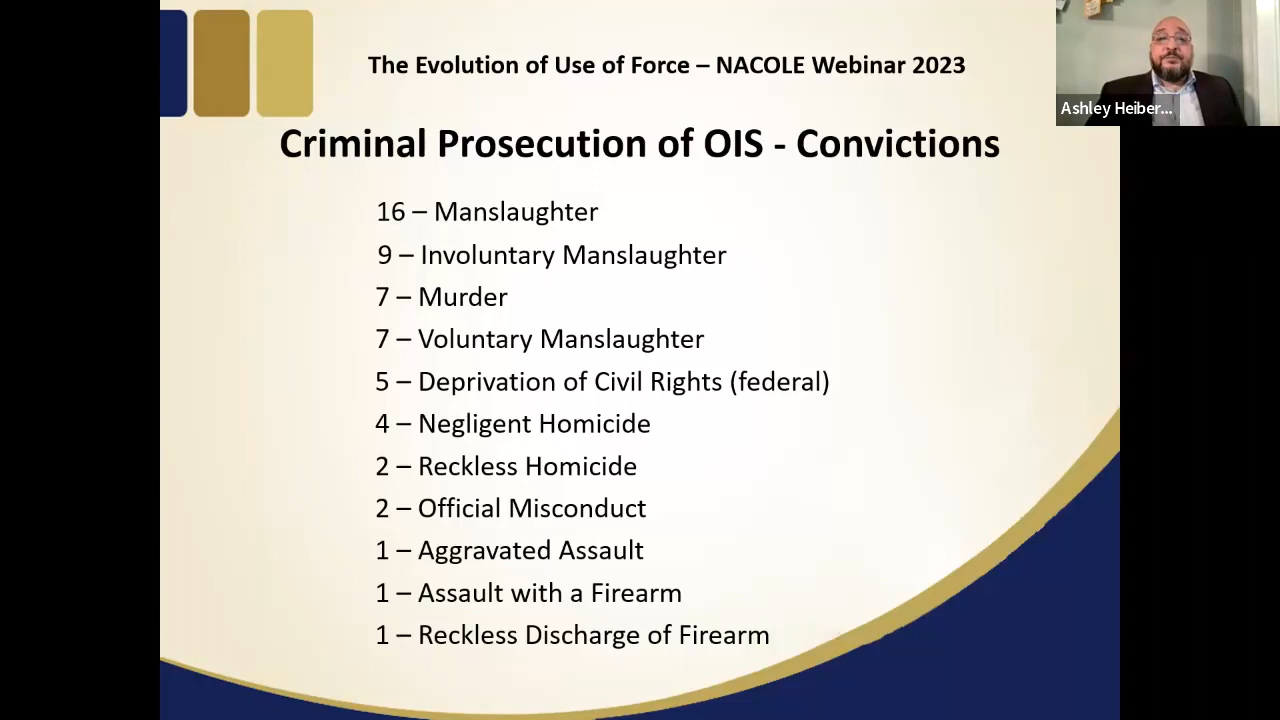 The Evolution of Use of Force – NACOLE Webinar 2023
Ashley Heiber...
Criminal Prosecution of OIS - Convictions
16 – Manslaughter
9 – Involuntary Manslaughter
7 – Murder
7 – Voluntary Manslaughter
5 – Deprivation of Civil Rights (federal)
4 – Negligent Homicide
2 – Reckless Homicide
2 – Official Misconduct
1 – Aggravated Assault
1 – Assault with a Firearm
1 – Reckless Discharge of Firearm